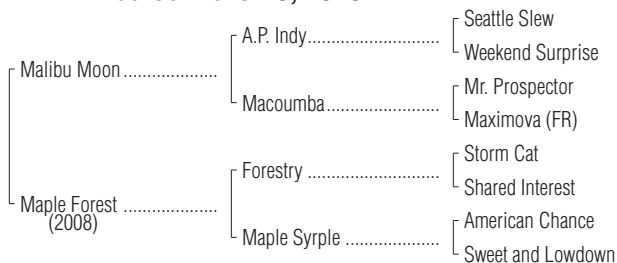 Seattle Slew
A.P. Indy........................................
Weekend Surprise
Malibu Moon ....................
Mr. Prospector
Macoumba..................................
Maximova (FR)
Storm Cat
Forestry .......................................
Shared Interest
Maple Forest ....................
(2008)
American Chance
Maple Syrple ..............................
Sweet and Lowdown